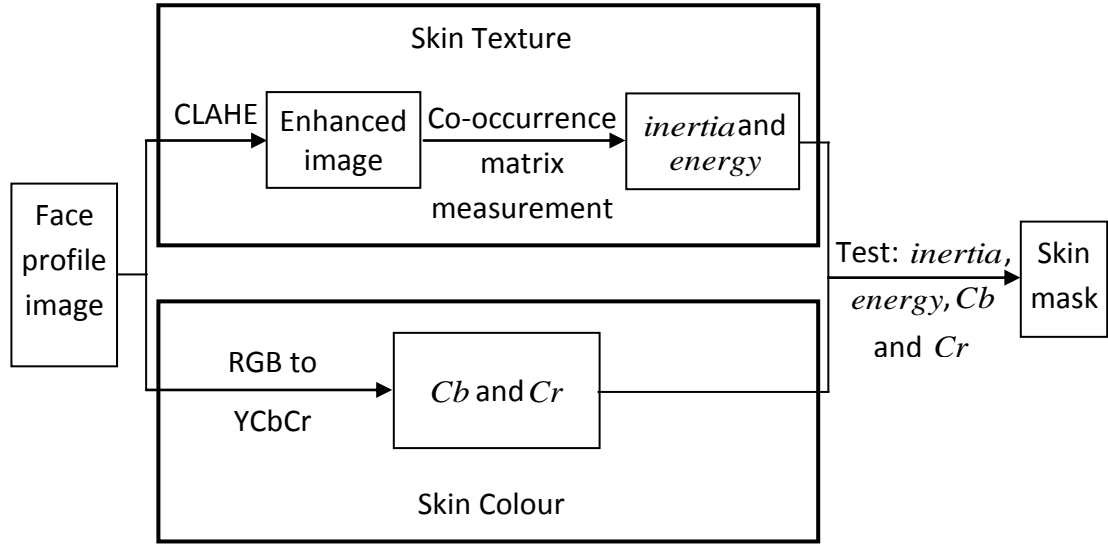 Skin Texture
CLAHE
Enhanced
image
Co-occurrence
matrix
measurement
inertia and
energy
Face
profile
image
Test: inertia,
energy, Cb
and Cr
Skin
mask
RGB to
YCbCr
Cb and Cr
Skin Colour